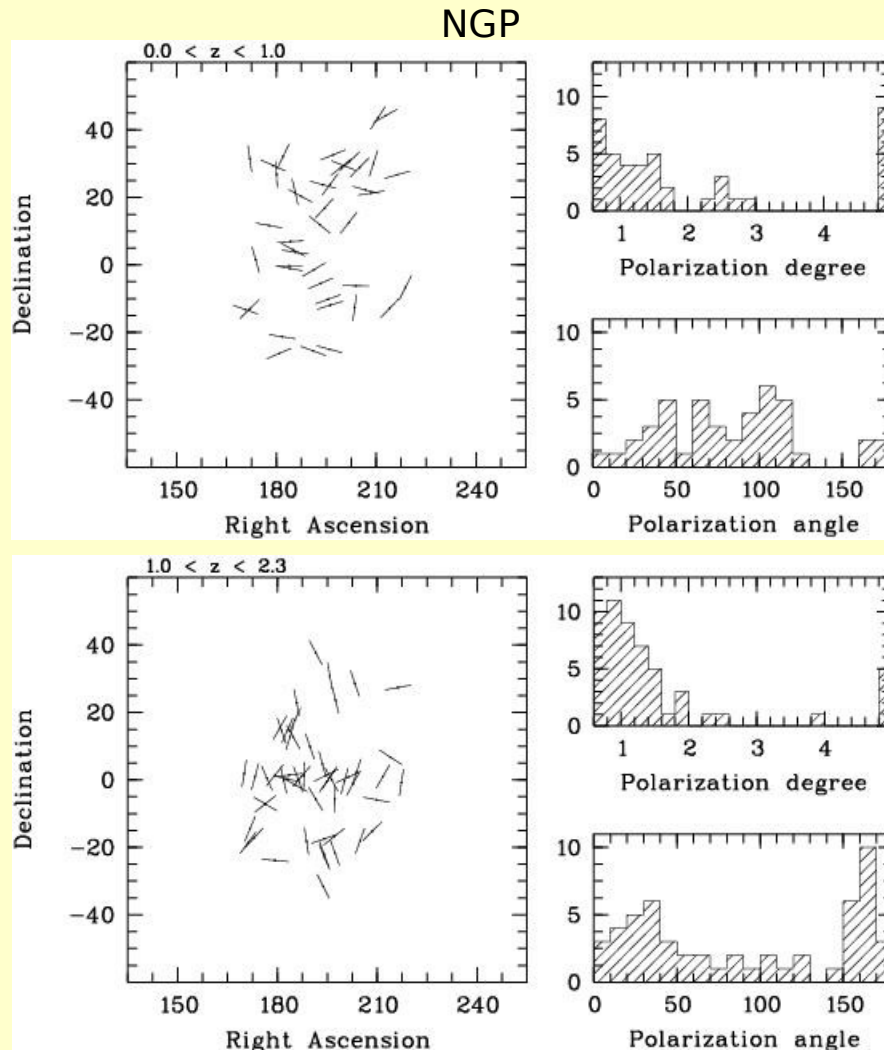 NGP
0.0 < z < 1.0
40
20
0
−20
−40
Declination
150 180 210 240
Right Ascension
10
5
0
1 2 3 4
Polarization degree
10
5
0
0 50 100 150
Polarization angle
1.0 < z < 2.3
40
20
0
−20
−40
Declination
150 180 210 240
Right Ascension
10
5
0
1 2 3 4
Polarization degree
10
5
0
0 50 100 150
Polarization angle